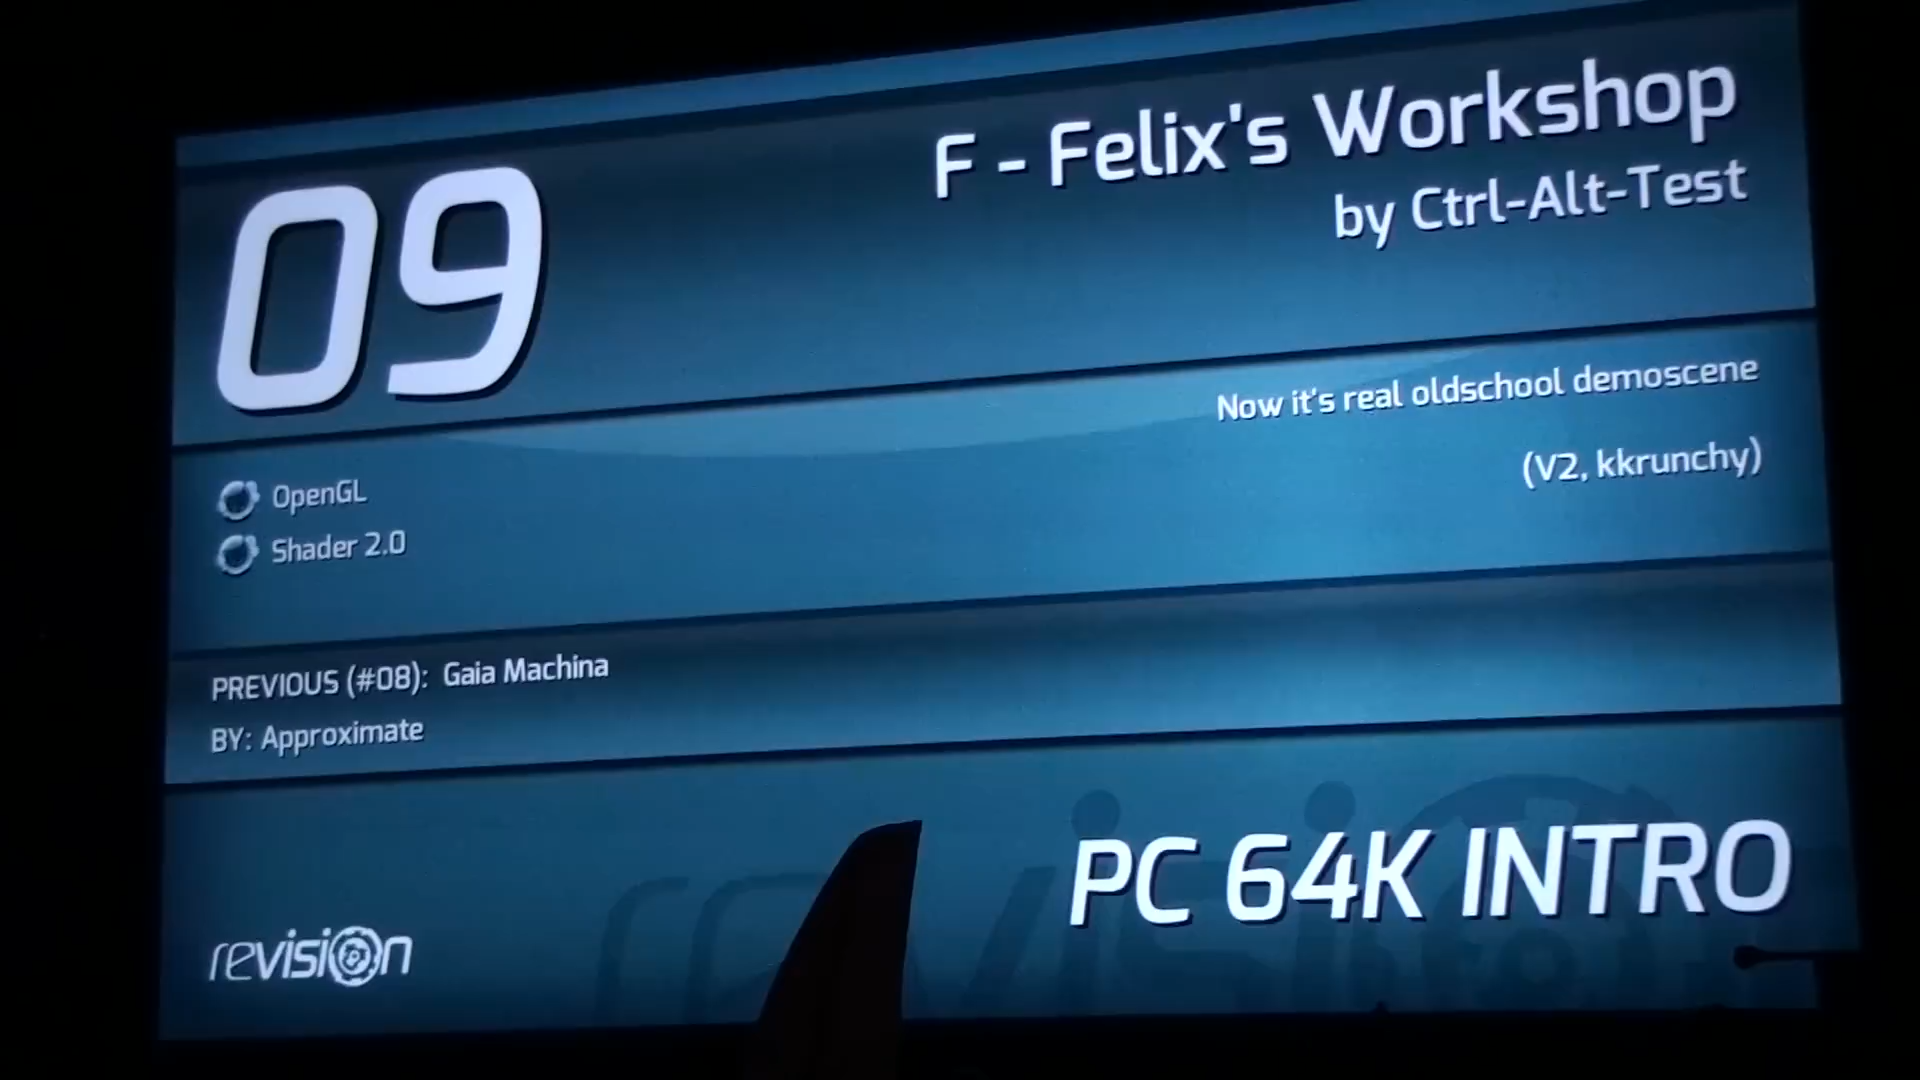 09
F - Felix's Workshop
by Ctrl-Alt-Test
Now it's real oldschool demoscene
(V2, kkrunchy)
OpenGL
Shader 2.0
PREVIOUS (#08): Gaia Machina
BY: Approximate
PC 64K INTRO
revision
revision